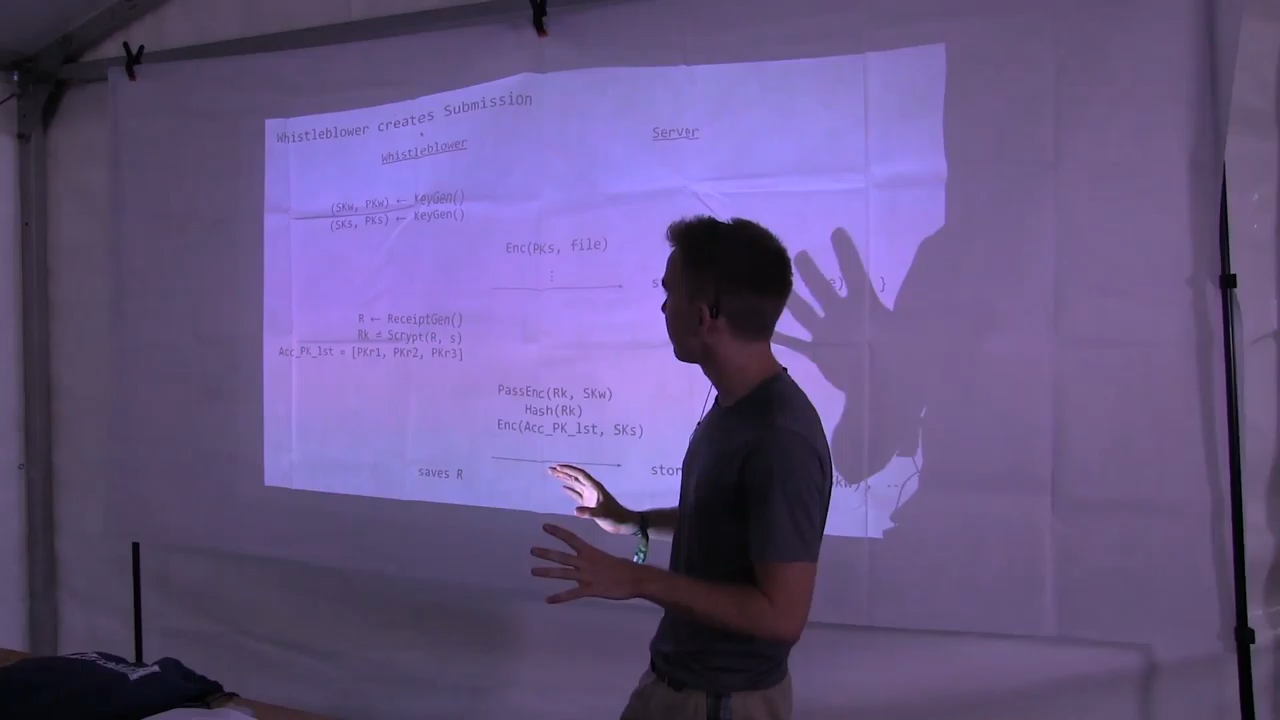 Whistleblower creates Submission
Whistleblower
Server
(SKw, PKw) ← KeyGen()
(SKs, PKs) ← KeyGen()
Enc(PKs, file)
⋮
}
R ← ReceiptGen()
Rk = Scrypt(R, s)
Acc_PK_lst = [PKr1, PKr2, PKr3]
PassEnc(Rk, SKw)
Hash(Rk)
Enc(Acc_PK_lst, SKs)
saves R